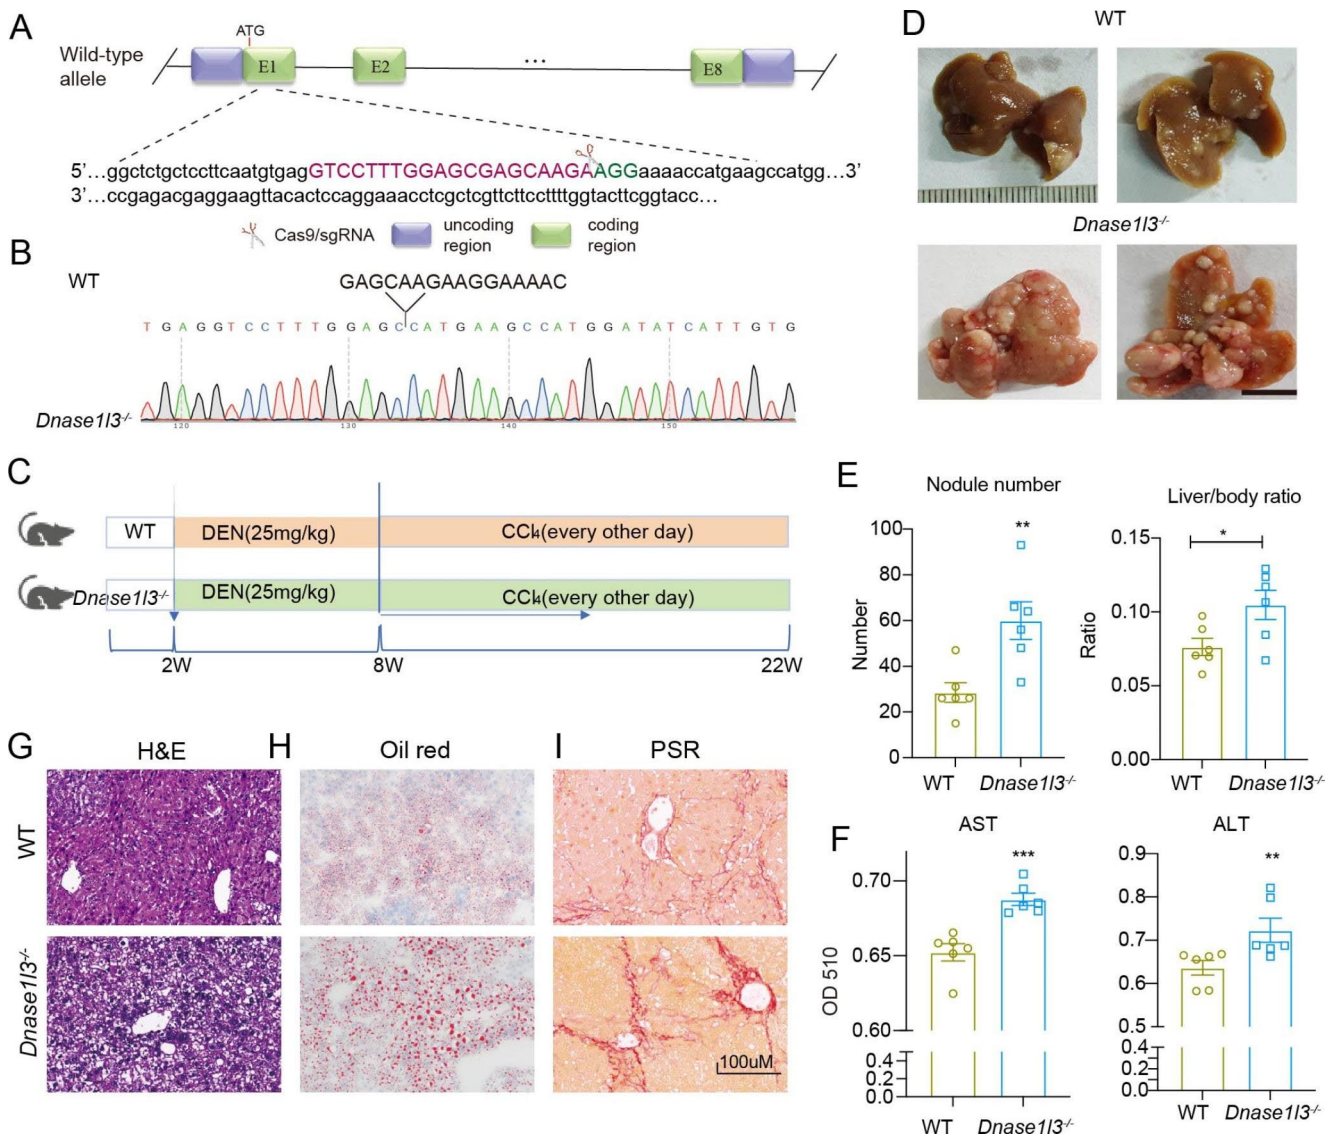 A
Wild-type
allele
ATG
E1
E2
...
E8
5'...ggctctgctccttcaatgtgagGTCCTTTGGAGCGAGCAAGAAGGaaaaccatgaagccatgg...3'
3'...ccgagacgaggaagttacactccaggaaacctcgctcgttcttccttttggtacttcggtacc...
Cas9/sgRNA
uncoding
region
coding
region
B
WT
GAGCAAGAAGGAAAAC
TGAGGTCCTTTGGAGCCATGAAGCCATGGATATCATTGTG
Dnase1l3-/-
120
130
140
150
C
WT
DEN(25mg/kg)
CCl4(every other day)
Dnase1l3-/-
DEN(25mg/kg)
CCl4(every other day)
2W
8W
22W
D
WT
Dnase1l3-/-
E
Nodule number
**
Number
100
80
60
40
20
0
WT
Dnase1l3-/-
Liver/body ratio
*
Ratio
0.15
0.10
0.05
0.00
WT
Dnase1l3-/-
F
AST
***
OD 510
0.70
0.65
0.60
0.4
0.2
0.0
WT
Dnase1l3-/-
ALT
**
0.9
0.8
0.7
0.6
0.5
0.4
0.3
0.2
0.1
0.0
WT
Dnase1l3-/-
G
H&E
H
Oil red
I
PSR
WT
Dnase1l3-/-
100uM